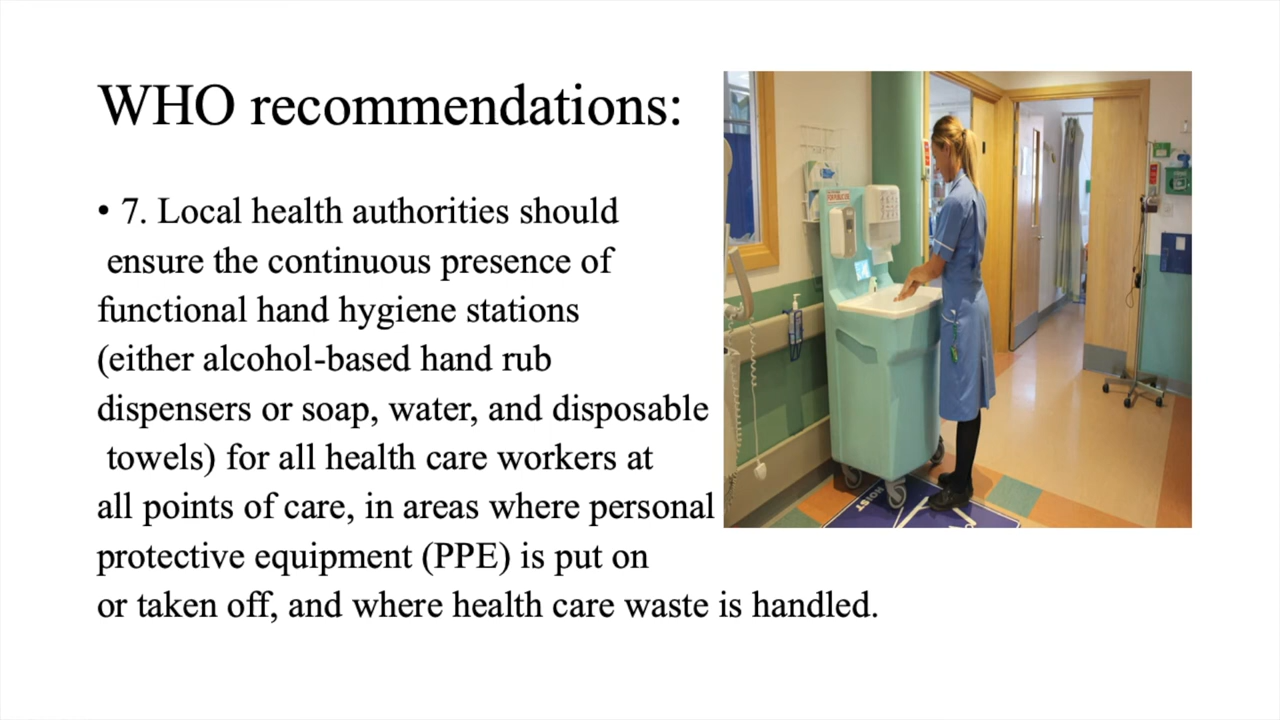 WHO recommendations:
• 7. Local health authorities should
ensure the continuous presence of
functional hand hygiene stations
(either alcohol-based hand rub
dispensers or soap, water, and disposable
towels) for all health care workers at
all points of care, in areas where personal
protective equipment (PPE) is put on
or taken off, and where health care waste is handled.
HOIST